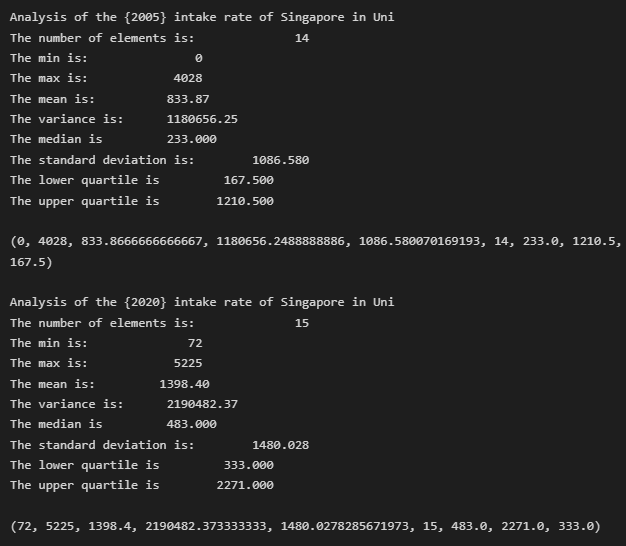 Analysis of the {2005} intake rate of Singapore in Uni
The number of elements is: 14
The min is: 0
The max is: 4028
The mean is: 833.87
The variance is: 1180656.25
The median is 233.000
The standard deviation is: 1086.580
The lower quartile is 167.500
The upper quartile is 1210.500
(0, 4028, 833.8666666666667, 1180656.2488888886, 1086.580070169193, 14, 233.0, 1210.5,
167.5)
Analysis of the {2020} intake rate of Singapore in Uni
The number of elements is: 15
The min is: 72
The max is: 5225
The mean is: 1398.40
The variance is: 2190482.37
The median is 483.000
The standard deviation is: 1480.028
The lower quartile is 333.000
The upper quartile is 2271.000
(72, 5225, 1398.4, 2190482.373333333, 1480.0278285671973, 15, 483.0, 2271.0, 333.0)